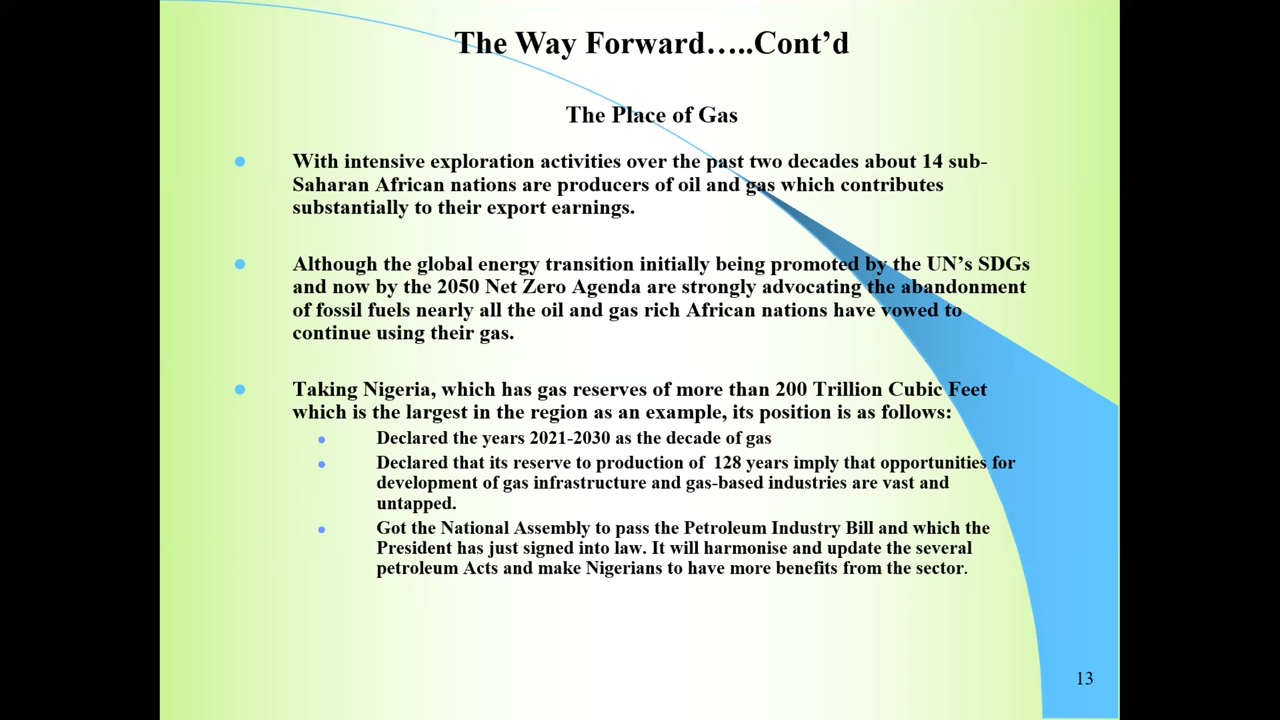 The Way Forward…..Cont’d
The Place of Gas
With intensive exploration activities over the past two decades about 14 sub-
Saharan African nations are producers of oil and gas which contributes
substantially to their export earnings.
Although the global energy transition initially being promoted by the UN’s SDGs
and now by the 2050 Net Zero Agenda are strongly advocating the abandonment
of fossil fuels nearly all the oil and gas rich African nations have vowed to
continue using their gas.
Taking Nigeria, which has gas reserves of more than 200 Trillion Cubic Feet
which is the largest in the region as an example, its position is as follows:
Declared the years 2021-2030 as the decade of gas
Declared that its reserve to production of 128 years imply that opportunities for
development of gas infrastructure and gas-based industries are vast and
untapped.
Got the National Assembly to pass the Petroleum Industry Bill and which the
President has just signed into law. It will harmonise and update the several
petroleum Acts and make Nigerians to have more benefits from the sector.
13